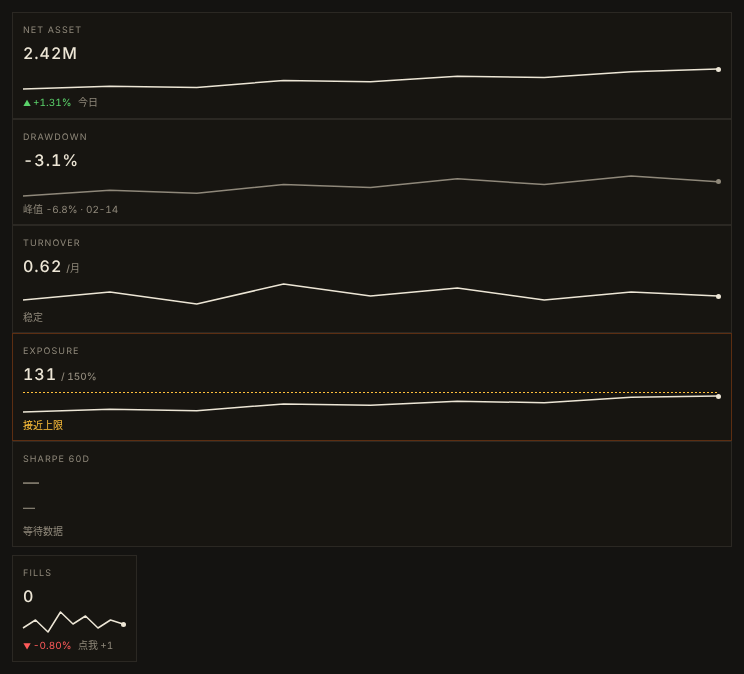 NET ASSET
2.42M
▲+1.31% 今日
DRAWDOWN
-3.1%
峰值 -6.8% · 02-14
TURNOVER
0.62 /月
稳定
EXPOSURE
131 / 150%
接近上限
SHARPE 60D
—
—
等待数据
FILLS
0
▼-0.80% 点我 +1